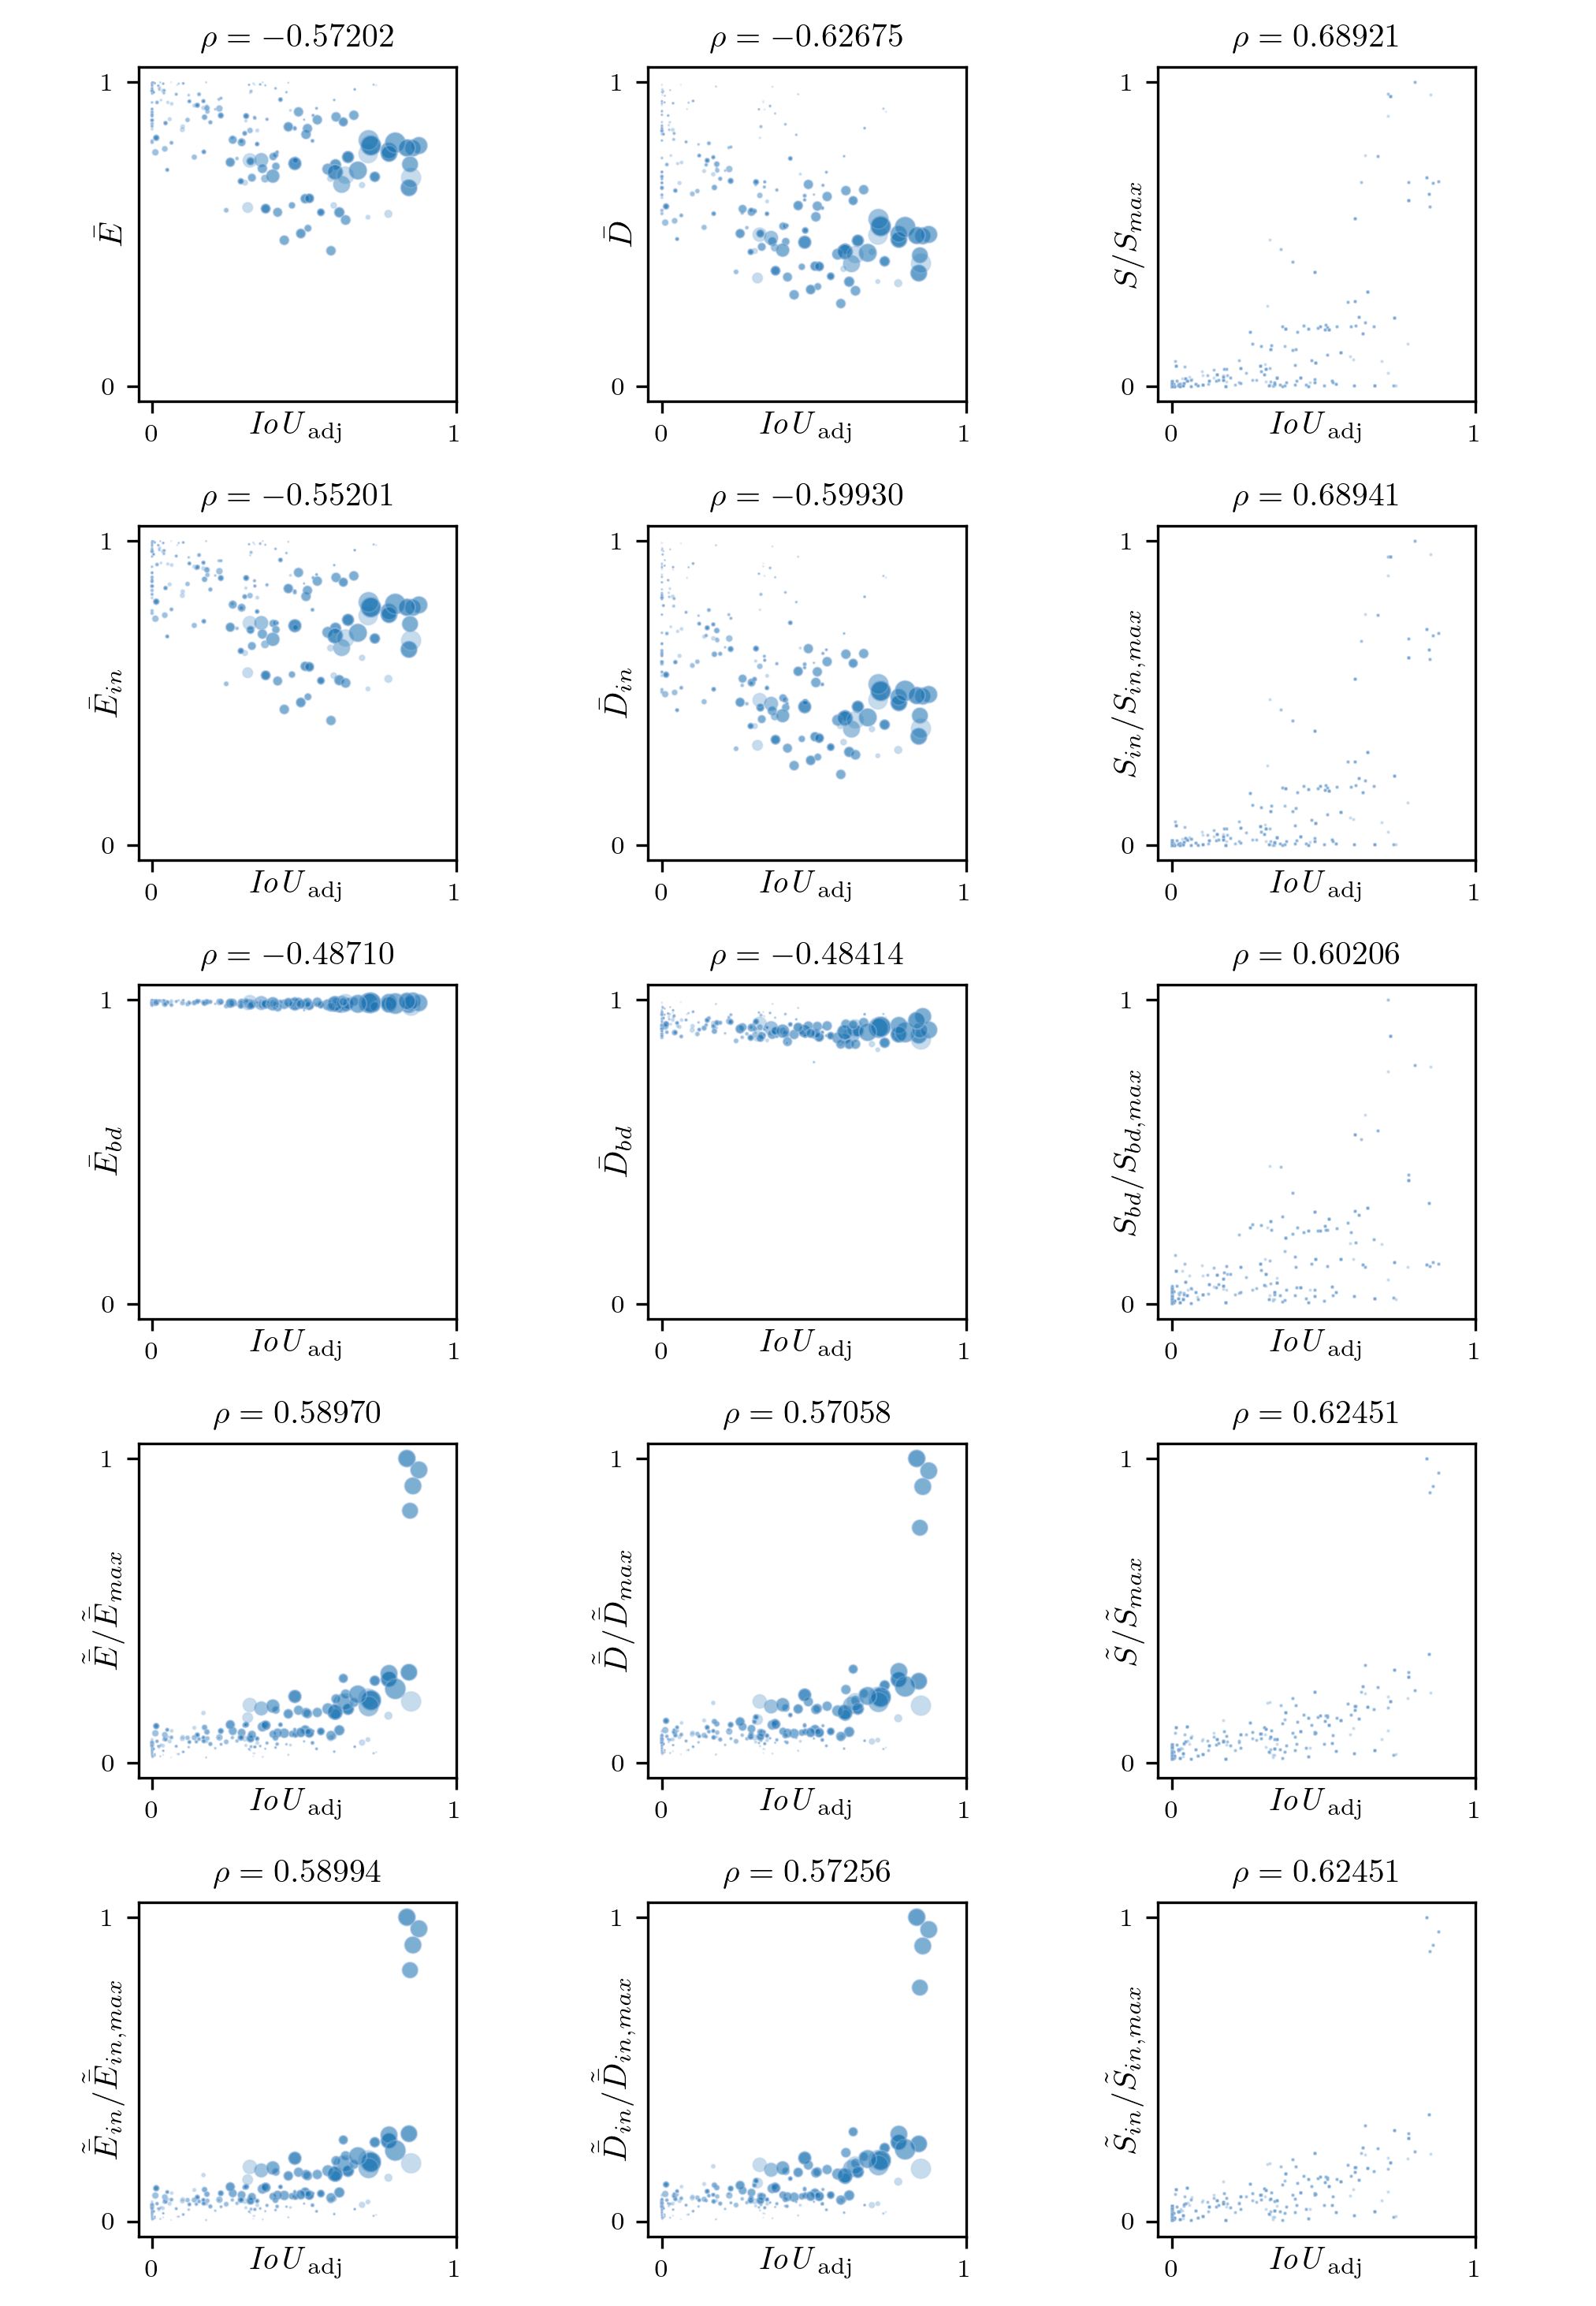 ρ = −0.57202
ρ = −0.62675
ρ = 0.68921
1
0
Ē
0
IoU_adj
1
1
0
D̄
0
IoU_adj
1
1
0
S/S_max
0
IoU_adj
1
ρ = −0.55201
ρ = −0.59930
ρ = 0.68941
1
0
Ē_in
0
IoU_adj
1
1
0
D̄_in
0
IoU_adj
1
1
0
S_in/S_in,max
0
IoU_adj
1
ρ = −0.48710
ρ = −0.48414
ρ = 0.60206
1
0
Ē_bd
0
IoU_adj
1
1
0
D̄_bd
0
IoU_adj
1
1
0
S_bd/S_bd,max
0
IoU_adj
1
ρ = 0.58970
ρ = 0.57058
ρ = 0.62451
1
0
Ē̃/Ē̃_max
0
IoU_adj
1
1
0
D̄̃/D̄̃_max
0
IoU_adj
1
1
0
S̃/S̃_max
0
IoU_adj
1
ρ = 0.58994
ρ = 0.57256
ρ = 0.62451
1
0
Ē̃_in/Ē̃_in,max
0
IoU_adj
1
1
0
D̄̃_in/D̄̃_in,max
0
IoU_adj
1
1
0
S̃_in/S̃_in,max
0
IoU_adj
1